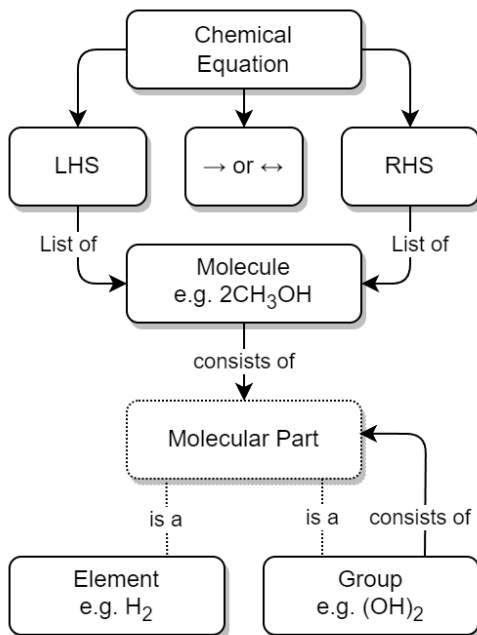 Chemical
Equation
LHS
→ or ↔
RHS
List of
List of
Molecule
e.g. 2CH₃OH
consists of
Molecular Part
is a
is a
consists of
Element
e.g. H₂
Group
e.g. (OH)₂